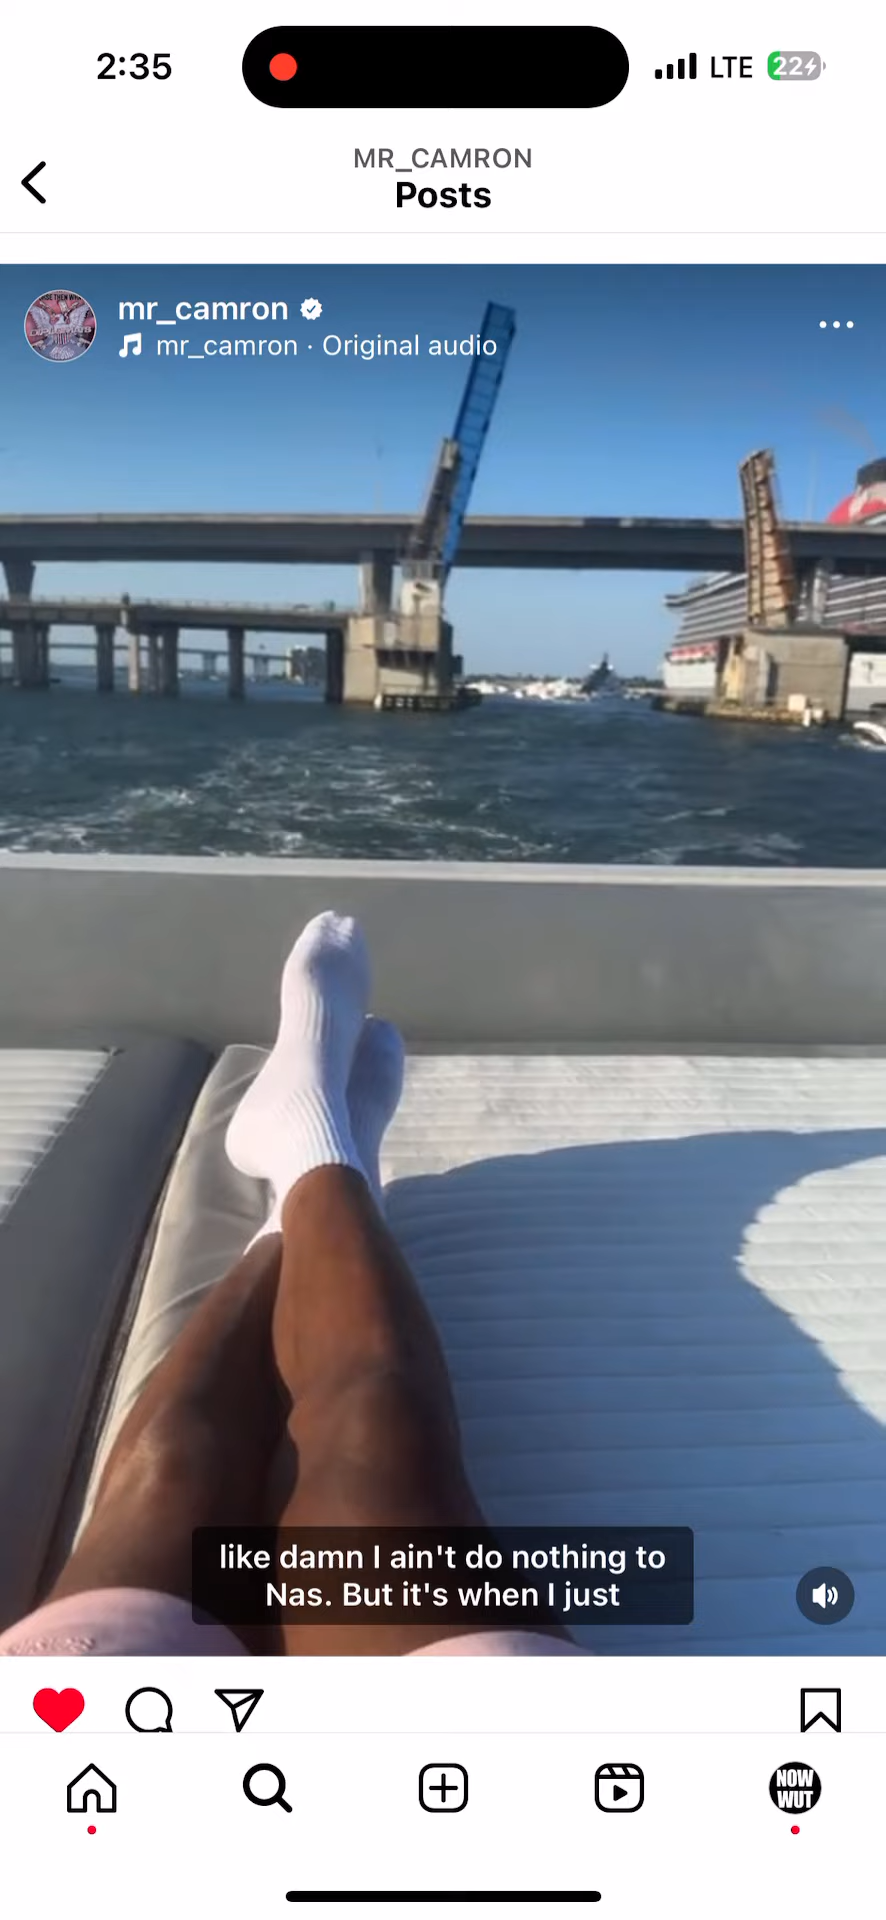 2:35
LTE
22
MR_CAMRON
Posts
mr_camron
mr_camron · Original audio
like damn I ain't do nothing to
Nas. But it's when I just
NOW
WUT